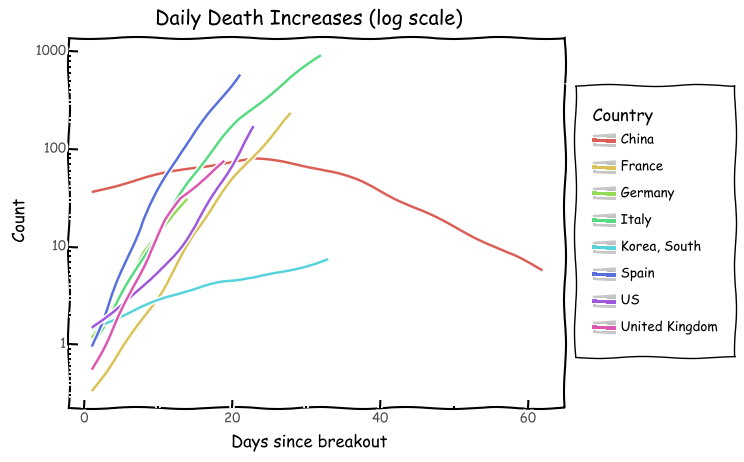 Daily Death Increases (log scale)
1000
100
10
1
Count
0 20 40 60
Days since breakout
Country
China
France
Germany
Italy
Korea, South
Spain
US
United Kingdom